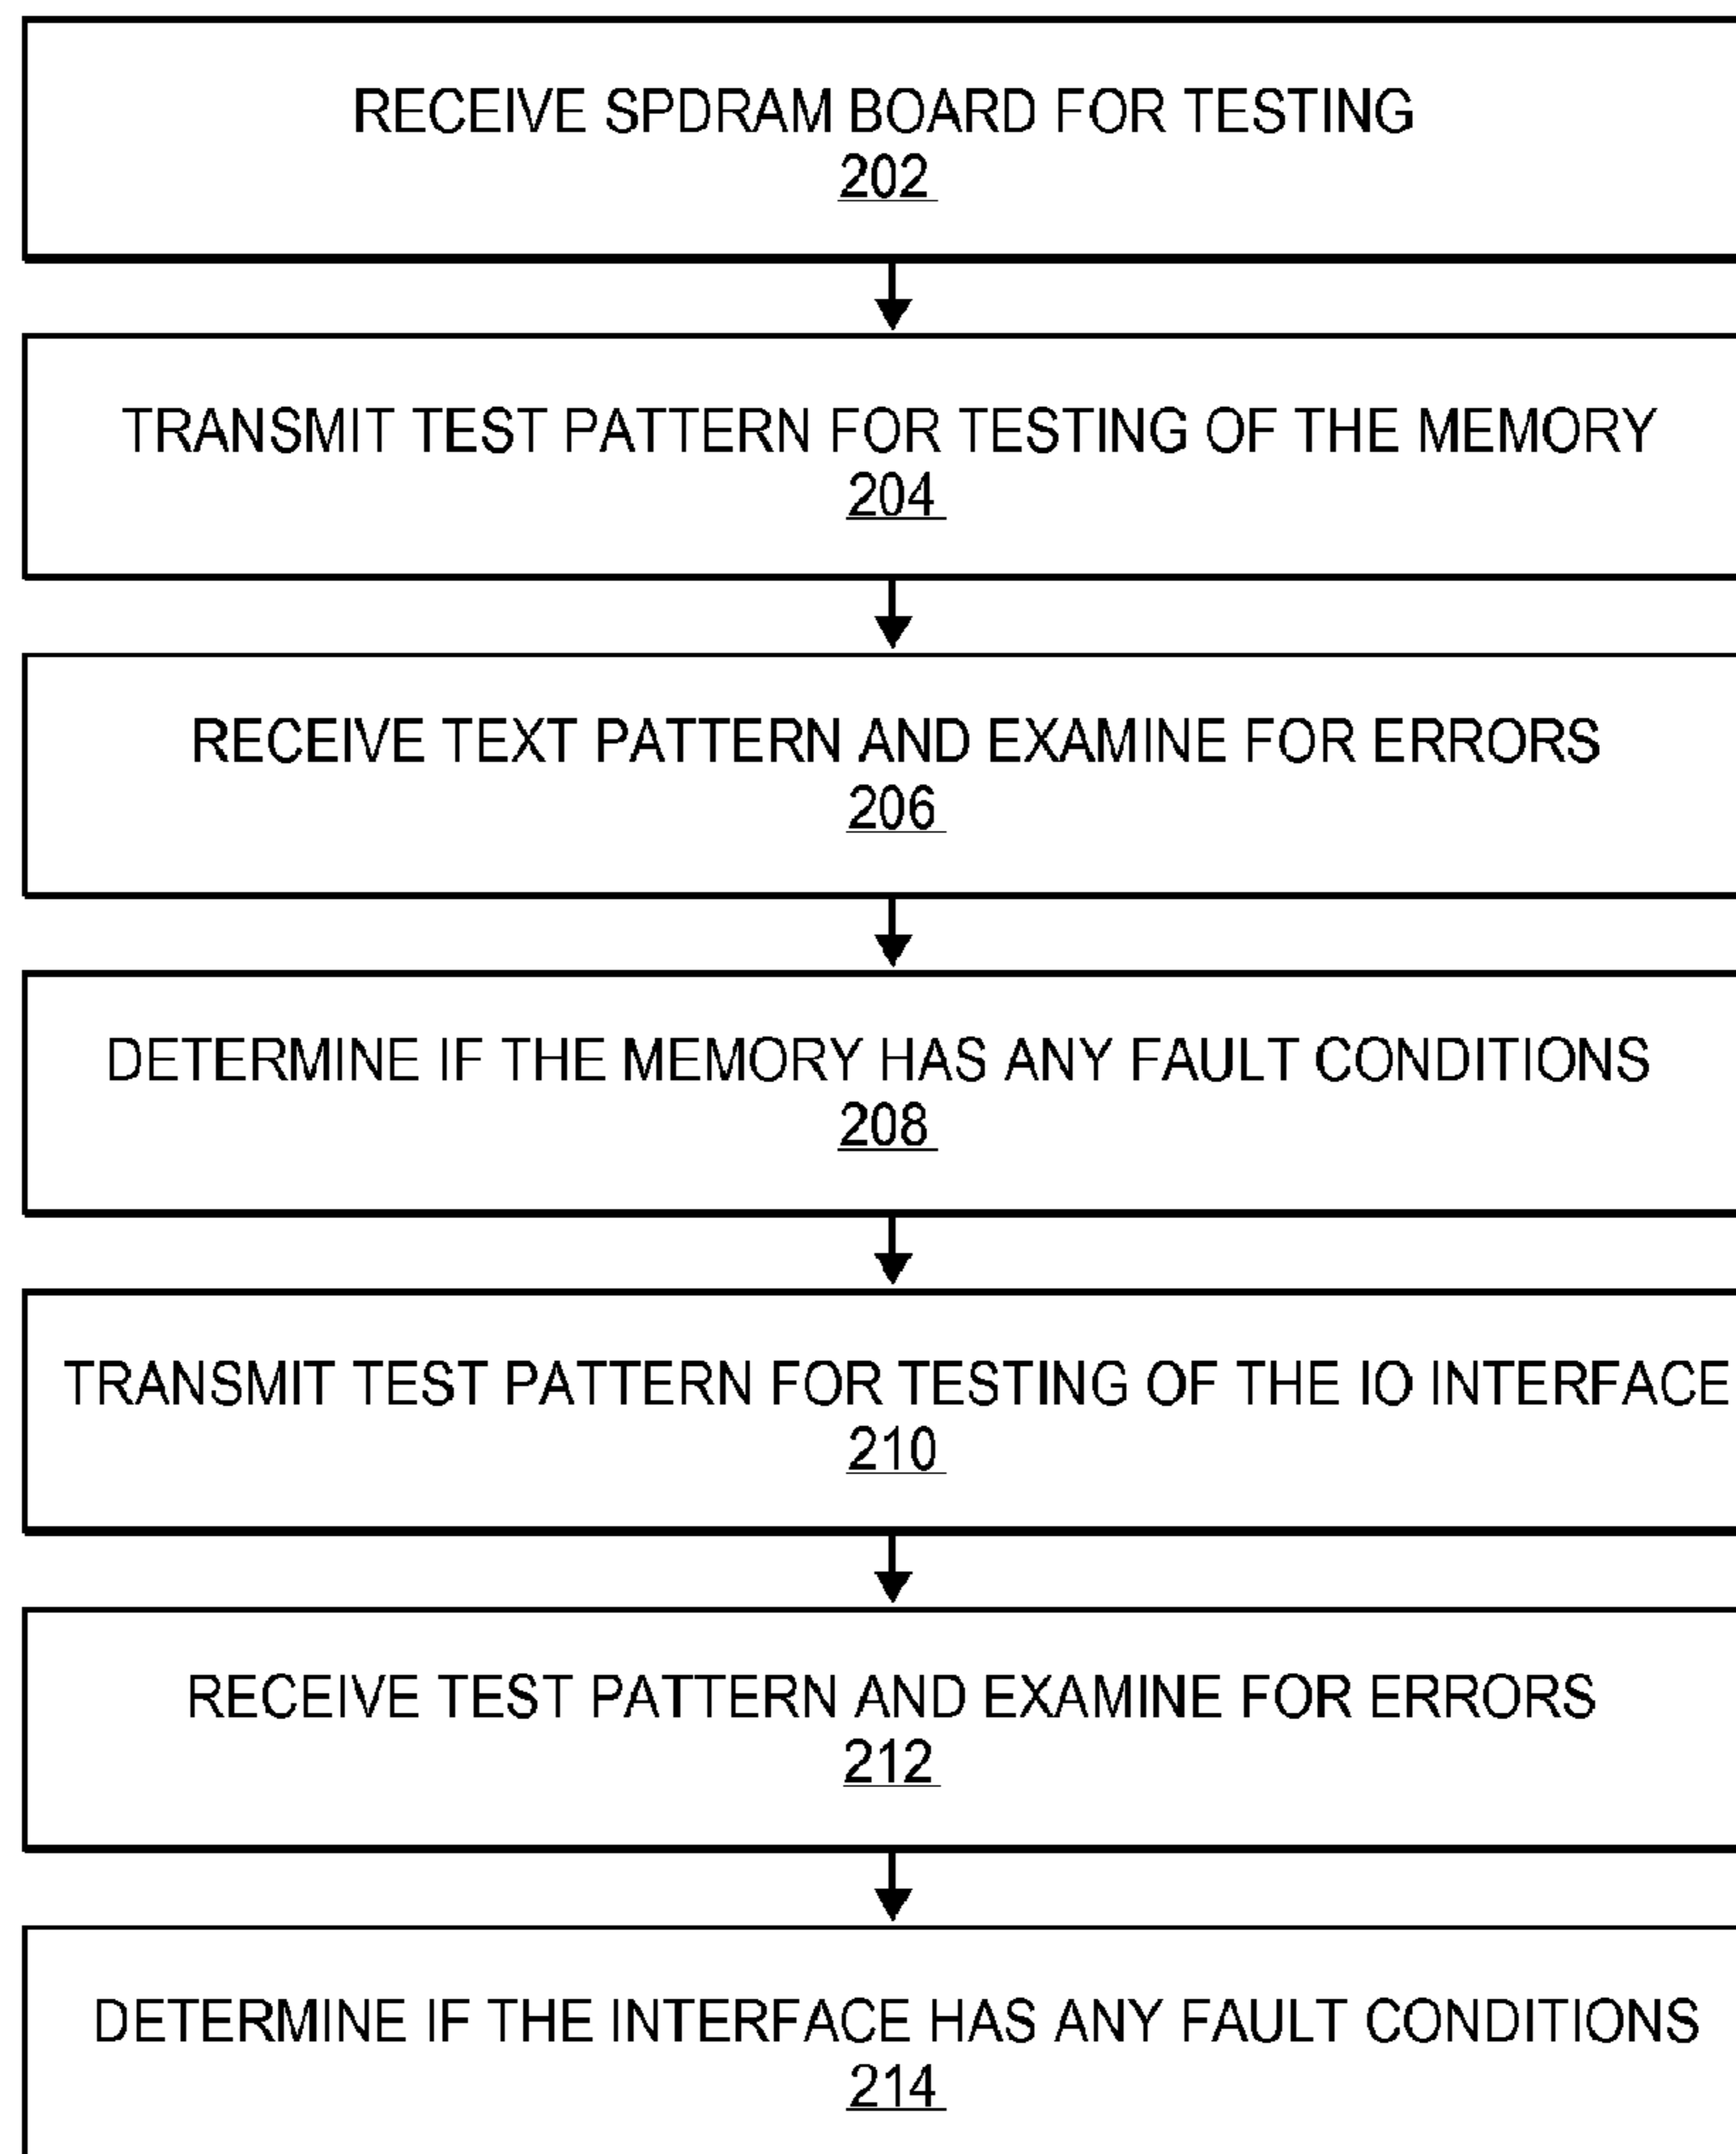 RECEIVE SPDRAM BOARD FOR TESTING
202
TRANSMIT TEST PATTERN FOR TESTING OF THE MEMORY
204
RECEIVE TEXT PATTERN AND EXAMINE FOR ERRORS
206
DETERMINE IF THE MEMORY HAS ANY FAULT CONDITIONS
208
TRANSMIT TEST PATTERN FOR TESTING OF THE IO INTERFACE
210
RECEIVE TEST PATTERN AND EXAMINE FOR ERRORS
212
DETERMINE IF THE INTERFACE HAS ANY FAULT CONDITIONS
214